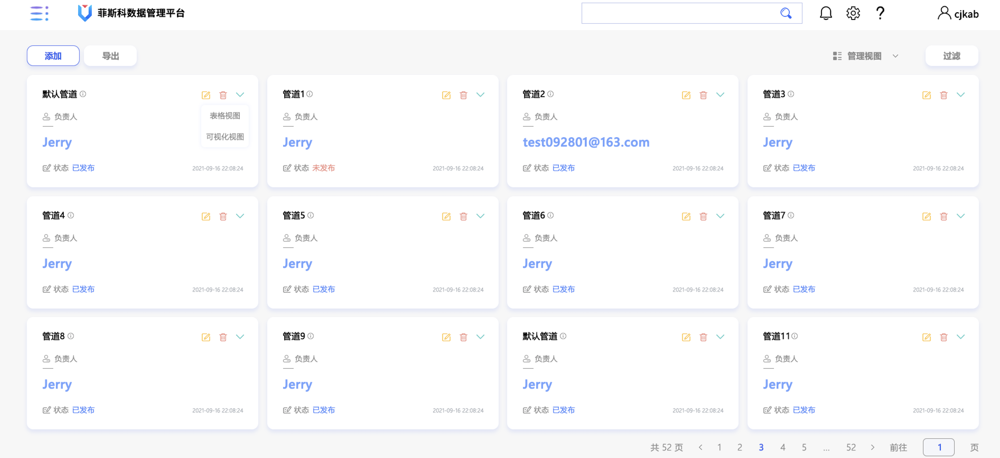 菲斯科数据管理平台
cjkab
添加
导出
管理视图
过滤
默认管道
表格视图
可视化视图
负责人
Jerry
状态 已发布
2021-09-16 22:08:24
管道1
负责人
Jerry
状态 未发布
2021-09-16 22:08:24
管道2
负责人
test092801@163.com
状态 已发布
2021-09-16 22:08:24
管道3
负责人
Jerry
状态 已发布
2021-09-16 22:08:24
管道4
负责人
Jerry
状态 已发布
2021-09-16 22:08:24
管道5
负责人
Jerry
状态 已发布
2021-09-16 22:08:24
管道6
负责人
Jerry
状态 已发布
2021-09-16 22:08:24
管道7
负责人
Jerry
状态 已发布
2021-09-16 22:08:24
管道8
负责人
Jerry
状态 已发布
2021-09-16 22:08:24
管道9
负责人
Jerry
状态 已发布
2021-09-16 22:08:24
默认管道
负责人
Jerry
状态 已发布
2021-09-16 22:08:24
管道11
负责人
Jerry
状态 已发布
2021-09-16 22:08:24
共 52 页 < 1 2 3 4 5 ... 52 > 前往 1 页